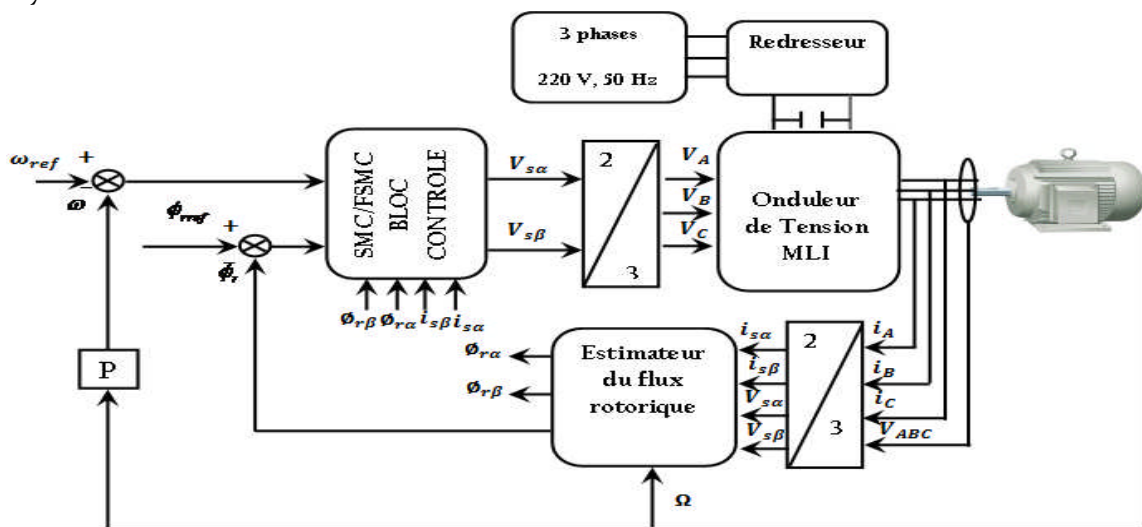 3 phases
220 V, 50 Hz
Redresseur
ω_ref
+
−
ω
ϕ_rref
+
ϕ̄_r
SMC/FSMC
BLOC
CONTROLE
V_sα
V_sβ
2
3
V_A
V_B
V_C
Onduleur
de Tension
MLI
Ø_rβ Ø_rα i_sβ i_sα
P
Ø_rα
Ø_rβ
Estimateur
du flux
rotorique
i_sα
i_sβ
V_sα
V_sβ
2
3
i_A
i_B
i_C
V_ABC
Ω